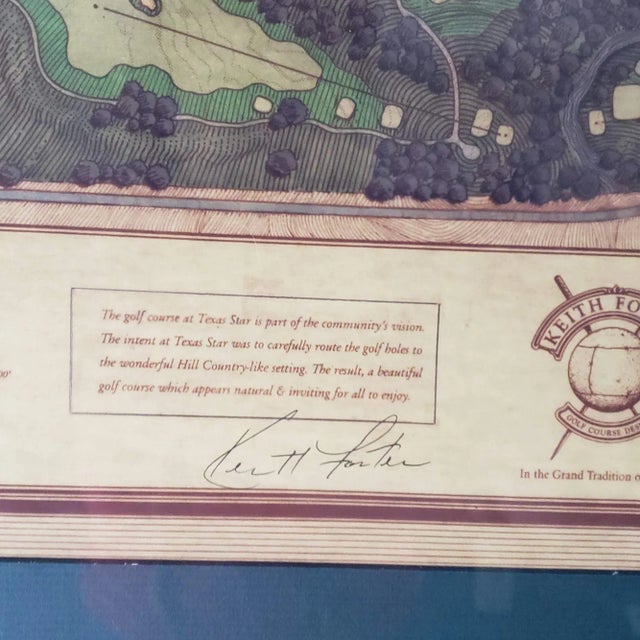 The golf course at Texas Star is part of the community's vision.
The intent at Texas Star was to carefully route the golf holes to
the wonderful Hill Country-like setting. The result, a beautiful
golf course which appears natural & inviting for all to enjoy.
Keith Foster
KEITH FO
GOLF COURSE DES
In the Grand Tradition o